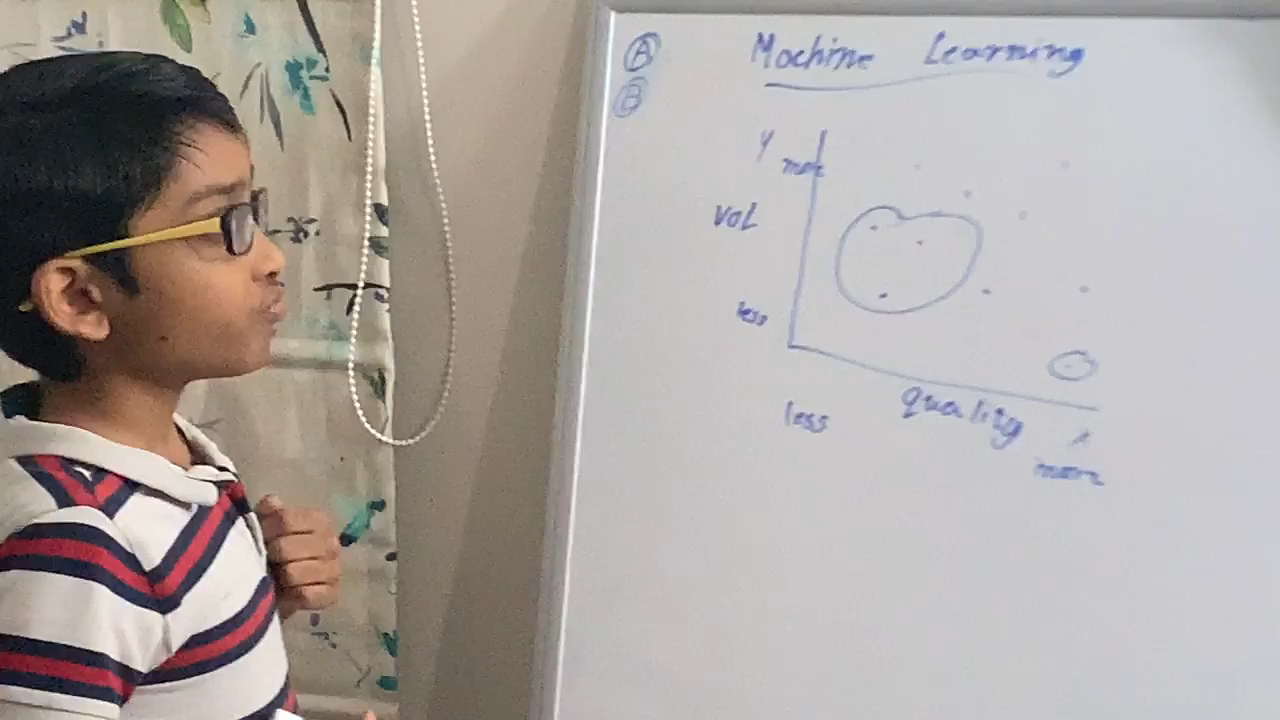 Ⓐ Machine Learning
Ⓑ
Y
more
VOL
less
less quality
more